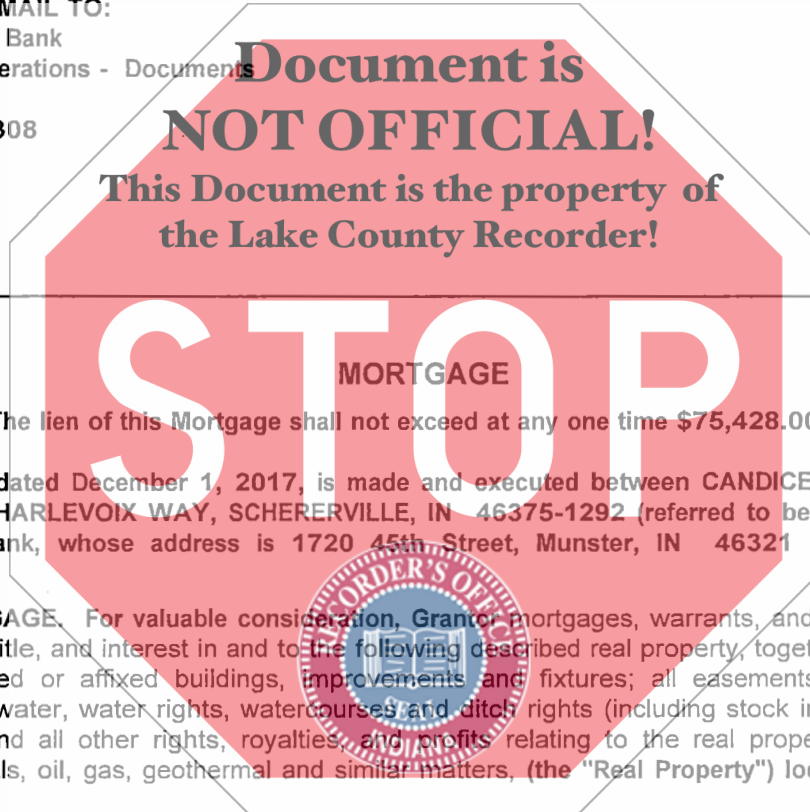 MAIL TO:
Bank
erations - Documents
308
Document is
NOT OFFICIAL!
This Document is the property of
the Lake County Recorder!
STOP
MORTGAGE
he lien of this Mortgage shall not exceed at any one time $75,428.00
dated December 1, 2017, is made and executed between CANDICE
HARLEVOIX WAY, SCHERERVILLE, IN 46375-1292 (referred to be
ank, whose address is 1720 45th Street, Munster, IN 46321
GAGE. For valuable consideration, Grantor mortgages, warrants, and
itle, and interest in and to the following described real property, toget
ed or affixed buildings, improvements and fixtures; all easements
water, water rights, watercourses and ditch rights (including stock in
nd all other rights, royalties, and profits relating to the real prope
ls, oil, gas, geothermal and similar matters, (the "Real Property") loc
RECORDER'S OFFICE
SEAL
INDIANA